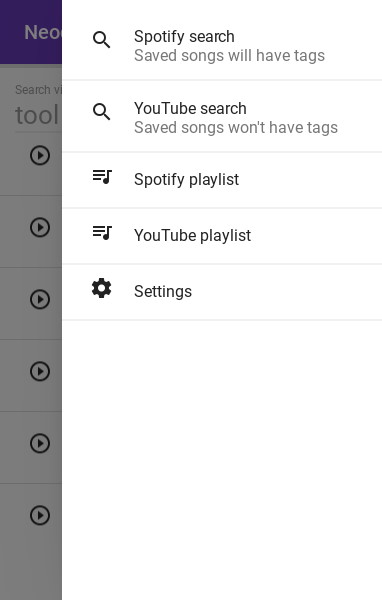 Neo
Search vi
tool
Spotify search
Saved songs will have tags
YouTube search
Saved songs won't have tags
Spotify playlist
YouTube playlist
Settings